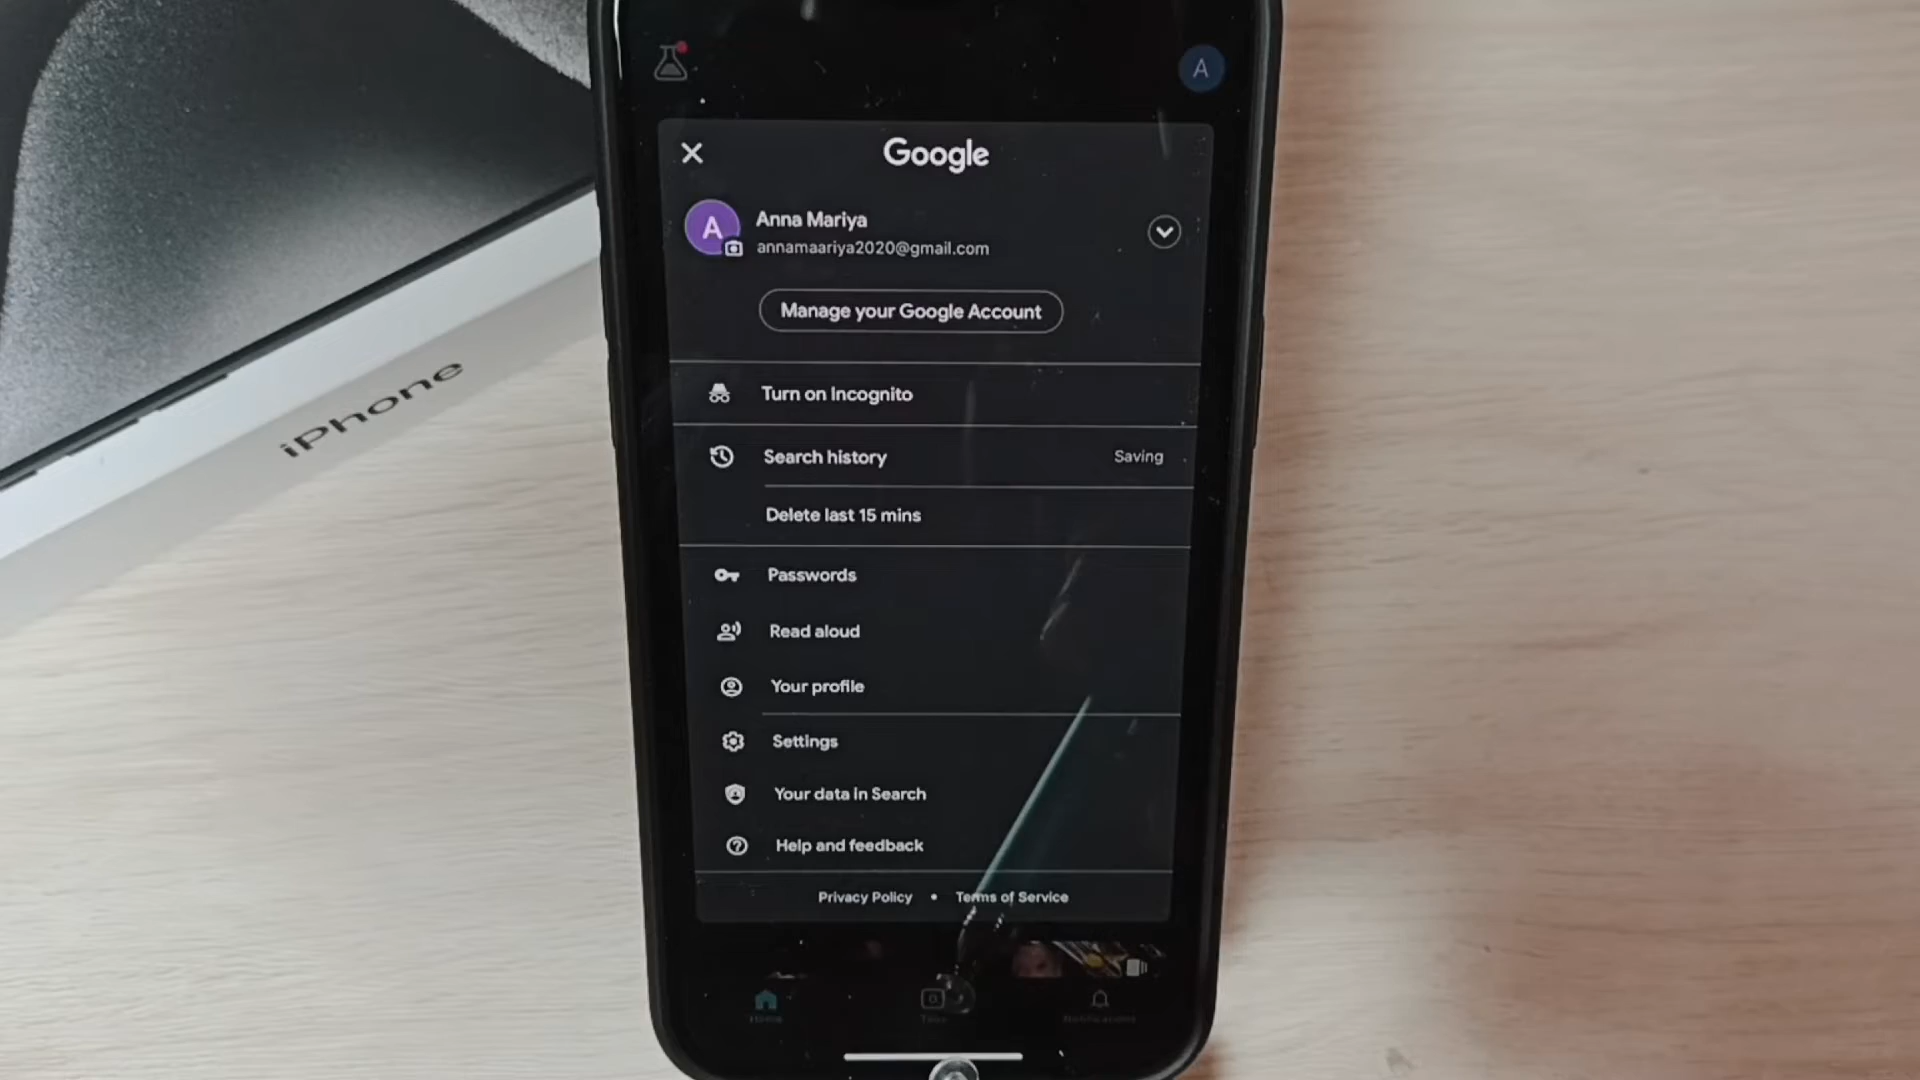 A
Google
A
Anna Mariya
annamaariya2020@gmail.com
Manage your Google Account
Turn on Incognito
iPhone
Search history
Saving
Delete last 15 mins
Passwords
Read aloud
Your profile
Settings
Your data in Search
Help and feedback
Privacy Policy • Terms of Service
Home
Notifications